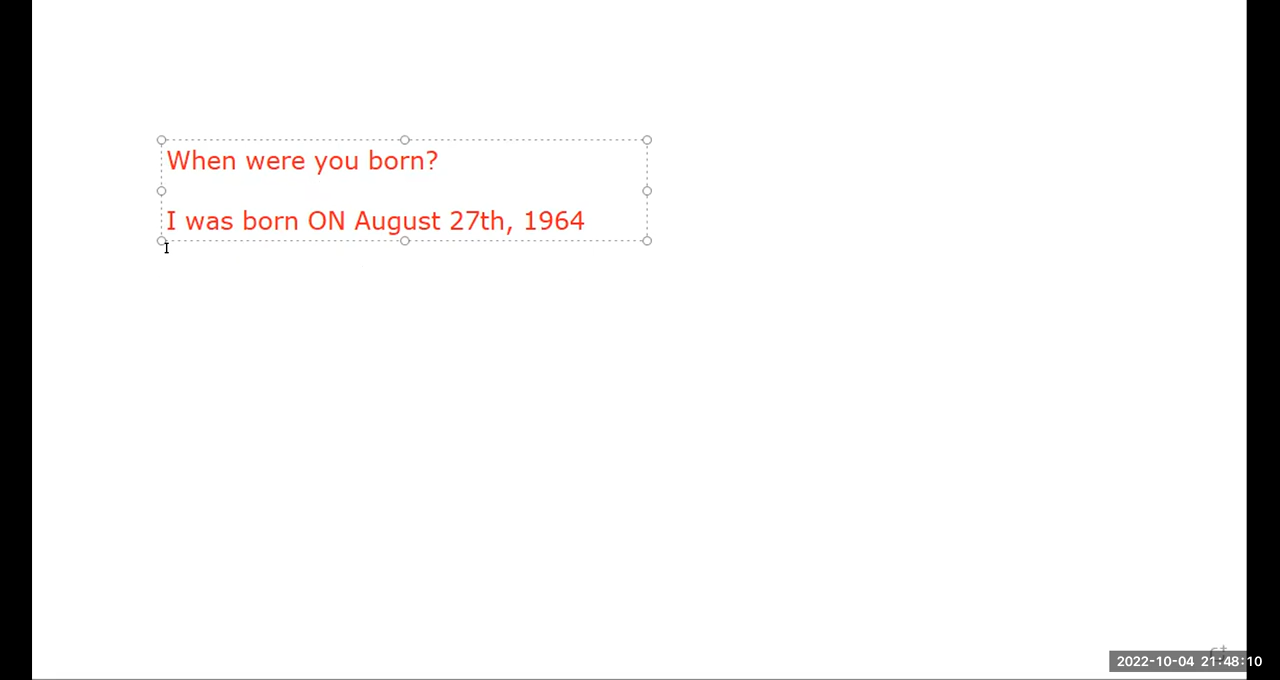 When were you born?
I was born ON August 27th, 1964
2022-10-04 21:48:10